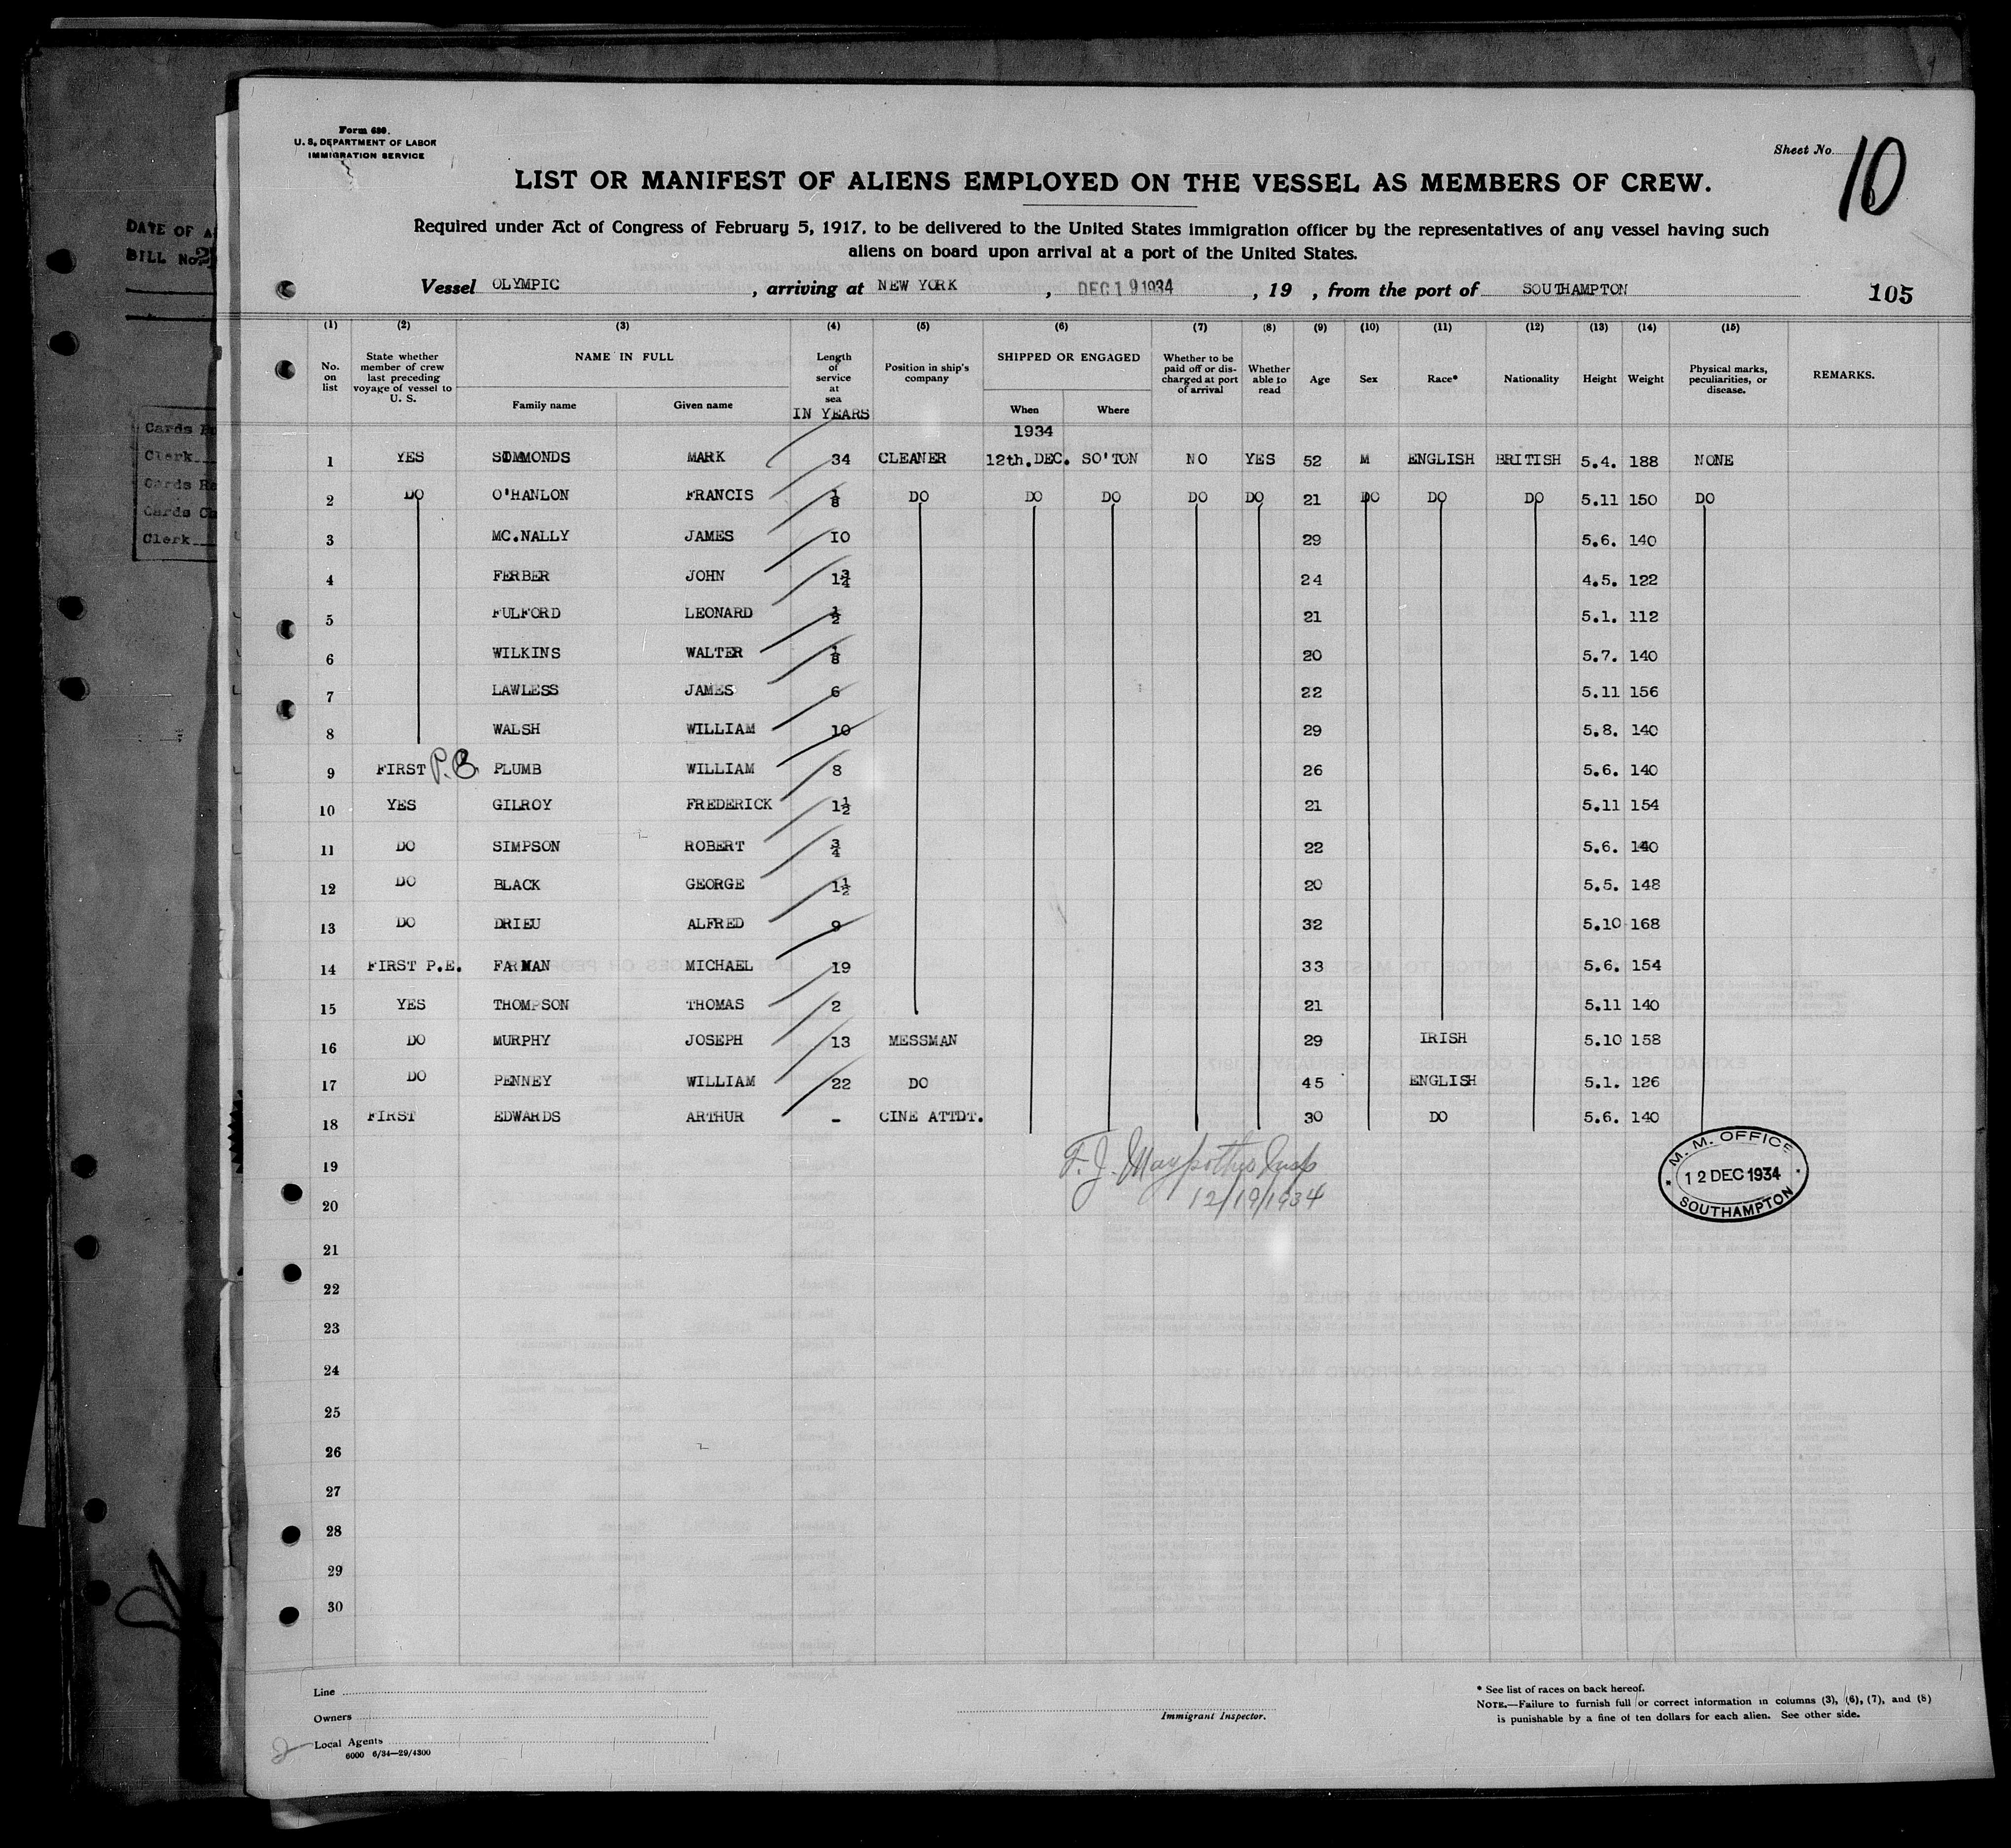 Form 680.
U. S. DEPARTMENT OF LABOR
IMMIGRATION SERVICE
Sheet No. 10
LIST OR MANIFEST OF ALIENS EMPLOYED ON THE VESSEL AS MEMBERS OF CREW.
Required under Act of Congress of February 5, 1917, to be delivered to the United States immigration officer by the representatives of any vessel having such
aliens on board upon arrival at a port of the United States.
DATE OF A
BILL No.
Vessel OLYMPIC, arriving at NEW YORK, DEC 19 1934, 19 , from the port of SOUTHAMPTON 105
(1) (2) (3) (4) (5) (6) (7) (8) (9) (10) (11) (12) (13) (14) (15)
No. on list State whether member of crew last preceding voyage of vessel to U. S. NAME IN FULL Family name Given name Length of service at sea IN YEARS Position in ship's company SHIPPED OR ENGAGED When Where Whether to be paid off or discharged at port of arrival Whether able to read Age Sex Race* Nationality Height Weight Physical marks, peculiarities, or disease. REMARKS.
Cards
Clerk
Cards
Cards
Clerk
1934
1 YES SIMMONDS MARK 34 CLEANER 12th.DEC. SO'TON NO YES 52 M ENGLISH BRITISH 5.4. 188 NONE
2 DO O'HANLON FRANCIS 1/8 DO DO DO DO DO 21 DO DO DO 5.11 150 DO
3 MC.NALLY JAMES 10 29 5.6. 140
4 FERBER JOHN 1 3/4 24 4.5. 122
5 FULFORD LEONARD 1/2 21 5.1. 112
6 WILKINS WALTER 1/8 20 5.7. 140
7 LAWLESS JAMES 6 22 5.11 156
8 WALSH WILLIAM 10 29 5.8. 140
9 FIRST P.E. PLUMB WILLIAM 8 26 5.6. 140
10 YES GILROY FREDERICK 1 1/2 21 5.11 154
11 DO SIMPSON ROBERT 3/4 22 5.6. 140
12 DO BLACK GEORGE 1 1/2 20 5.5. 148
13 DO DRIEU ALFRED 9 32 5.10 168
14 FIRST P.E. FARMAN MICHAEL 19 33 5.6. 154
15 YES THOMPSON THOMAS 2 21 5.11 140
16 DO MURPHY JOSEPH 13 MESSMAN 29 IRISH 5.10 158
17 DO PENNEY WILLIAM 22 DO 45 ENGLISH 5.1. 126
18 FIRST EDWARDS ARTHUR - CINE ATTDT. 30 DO 5.6. 140
19 F. J.
20 12/19/1934
M. M. OFFICE
12 DEC 1934
SOUTHAMPTON
21
22
23
24
25
26
27
28
29
30
Line
Owners
Local Agents
6000 6/34—29/4300
Immigrant Inspector.
* See list of races on back hereof.
NOTE.—Failure to furnish full or correct information in columns (3), (6), (7), and (8)
is punishable by a fine of ten dollars for each alien. See other side.